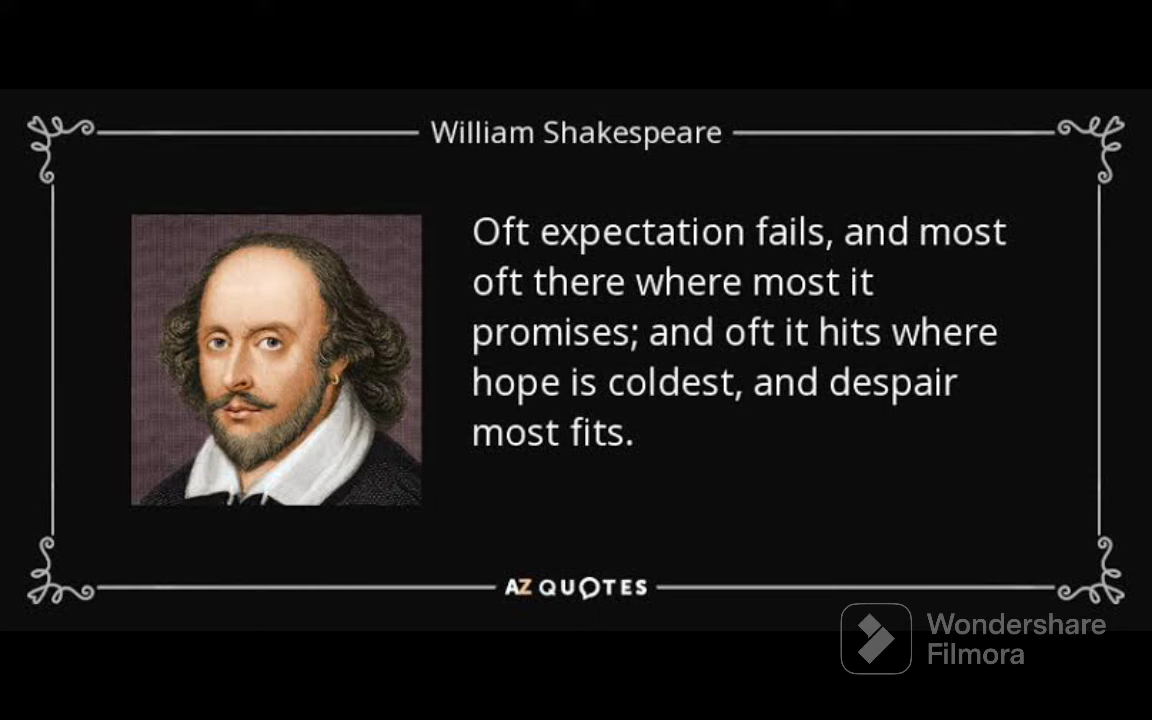 William Shakespeare
Oft expectation fails, and most
oft there where most it
promises; and oft it hits where
hope is coldest, and despair
most fits.
AZ QUOTES
Wondershare
Filmora